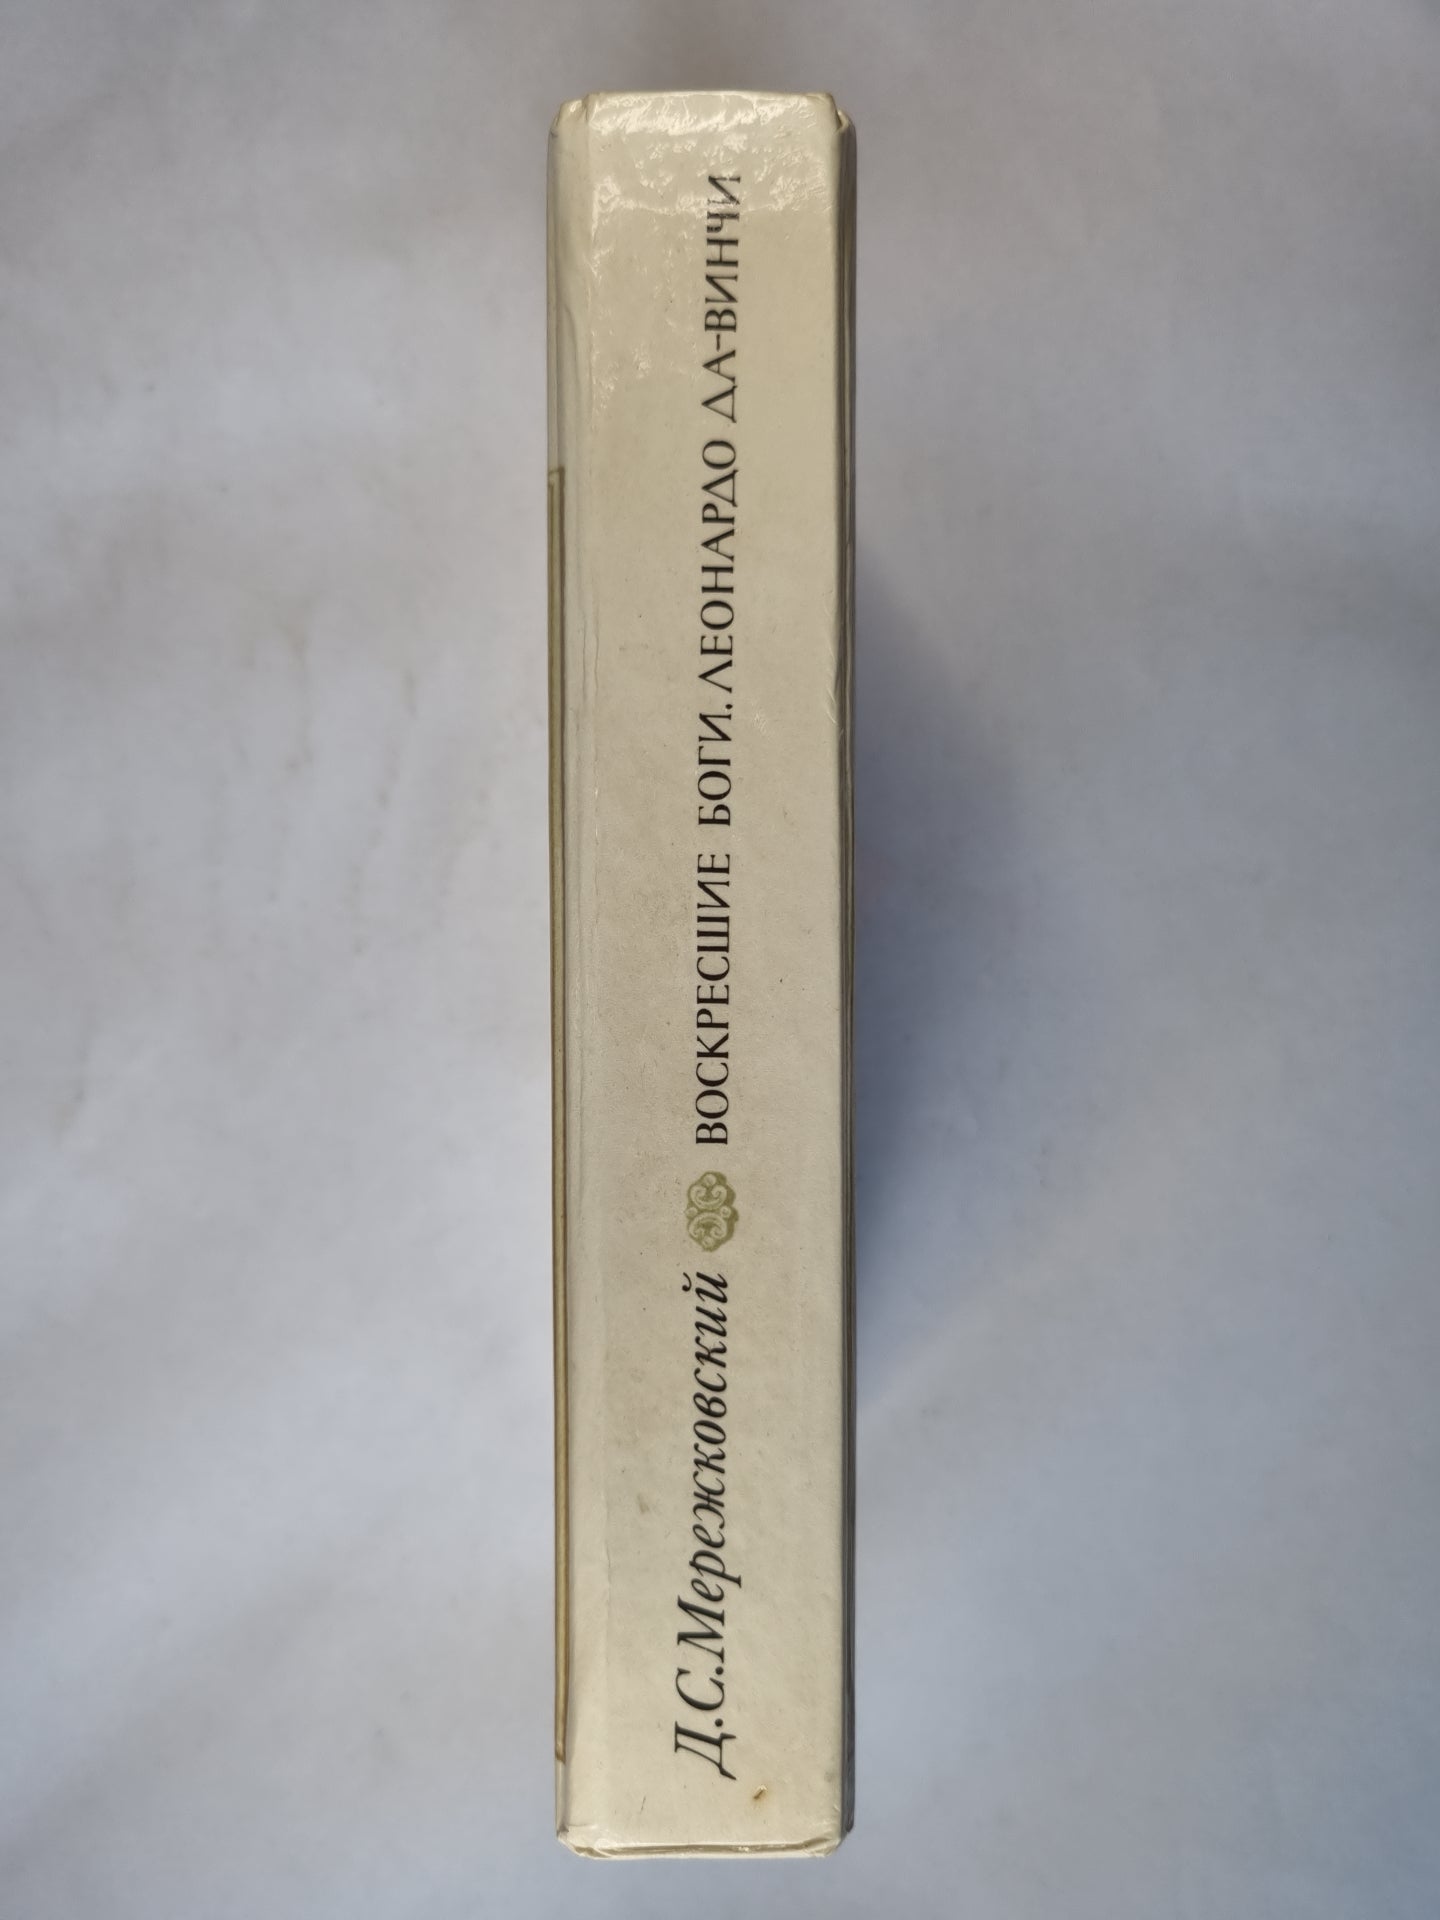 Д.С.Мережковский ВОСКРЕСШИЕ БОГИ. ЛЕОНАРДО ДА-ВИНЧИ